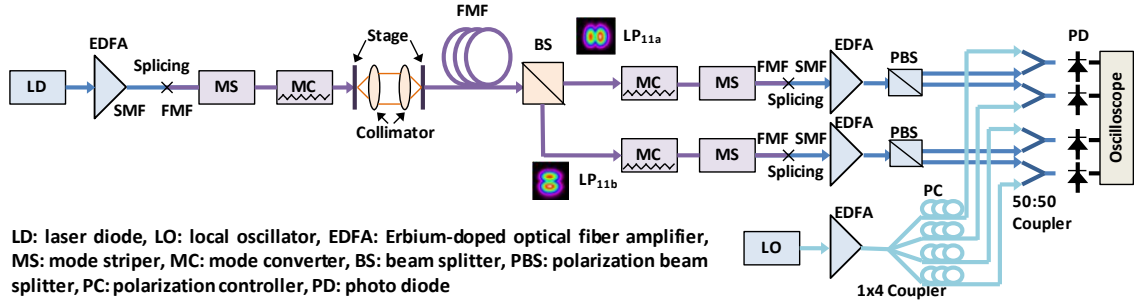 FMF
Stage
BS
LP11a
EDFA
Splicing
LD
SMF
FMF
MS
MC
Collimator
MC
MS
FMF SMF
Splicing
EDFA
PBS
PD
Oscilloscope
LP11b
MC
MS
FMF SMF
Splicing
EDFA
PBS
50:50
Coupler
PC
EDFA
LO
1x4 Coupler
LD: laser diode, LO: local oscillator, EDFA: Erbium-doped optical fiber amplifier,
MS: mode striper, MC: mode converter, BS: beam splitter, PBS: polarization beam
splitter, PC: polarization controller, PD: photo diode